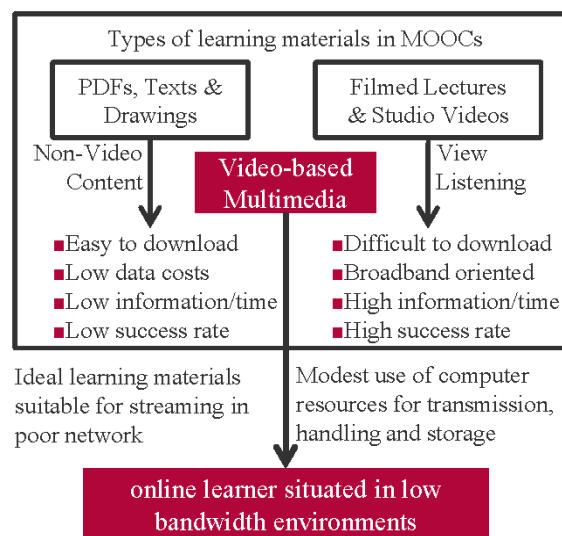 Types of learning materials in MOOCs
PDFs, Texts &
Drawings
Filmed Lectures
& Studio Videos
Non-Video
Content
Video-based
Multimedia
View
Listening
Easy to download
Low data costs
Low information/time
Low success rate
Difficult to download
Broadband oriented
High information/time
High success rate
Ideal learning materials
suitable for streaming in
poor network
Modest use of computer
resources for transmission,
handling and storage
online learner situated in low
bandwidth environments